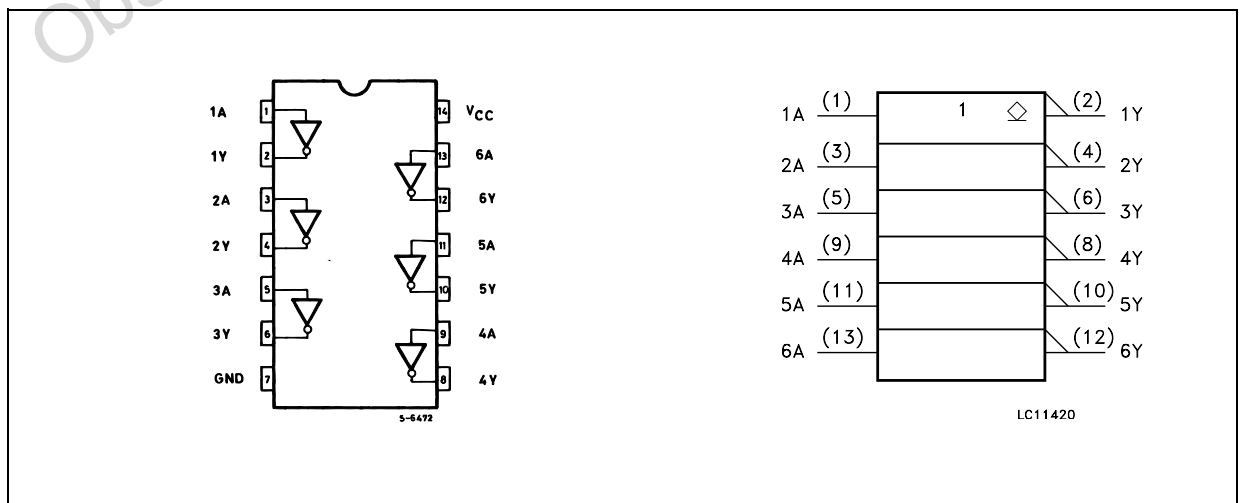 Obs
1A 1 14 VCC
1Y 2 13 6A
2A 3 12 6Y
2Y 4 11 5A
3A 5 10 5Y
3Y 6 9 4A
GND 7 8 4Y
S-6472
1A (1) 1 (2) 1Y
2A (3) (4) 2Y
3A (5) (6) 3Y
4A (9) (8) 4Y
5A (11) (10) 5Y
6A (13) (12) 6Y
LC11420